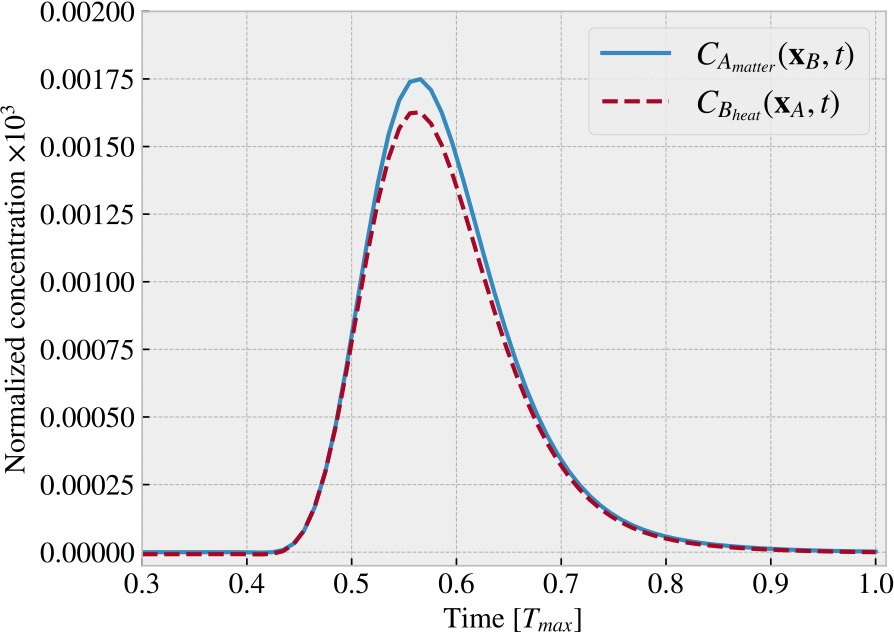 0.00200
0.00175
0.00150
0.00125
0.00100
0.00075
0.00050
0.00025
0.00000
Normalized concentration ×10³
C_{A_{matter}}(x_B, t)
C_{B_{heat}}(x_A, t)
0.3 0.4 0.5 0.6 0.7 0.8 0.9 1.0
Time [T_{max}]